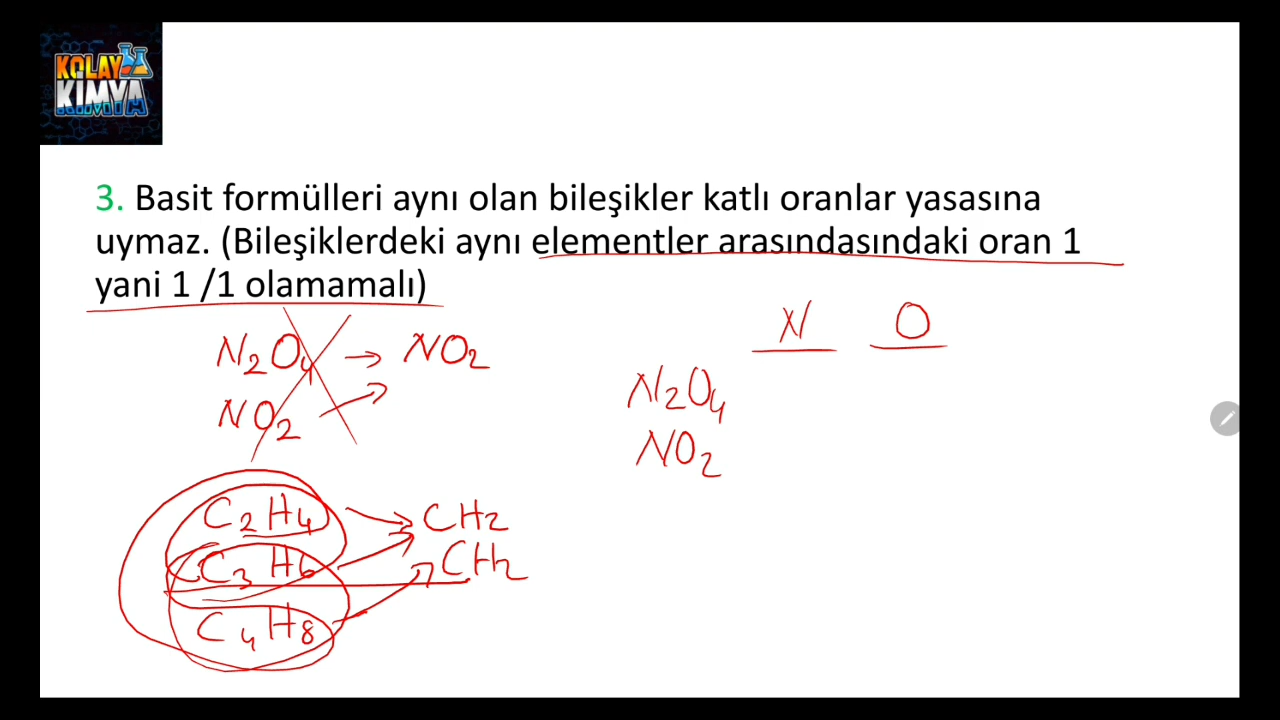 KOLAY
KİMYA
3. Basit formülleri aynı olan bileşikler katlı oranlar yasasına
uymaz. (Bileşiklerdeki aynı elementler arasındasındaki oran 1
yani 1 /1 olamamalı)
N O
N₂O₄ → NO₂
N₂O₄
NO₂
NO₂
C₂H₄ CH₂
C₃H₆ CH₂
C₄H₈